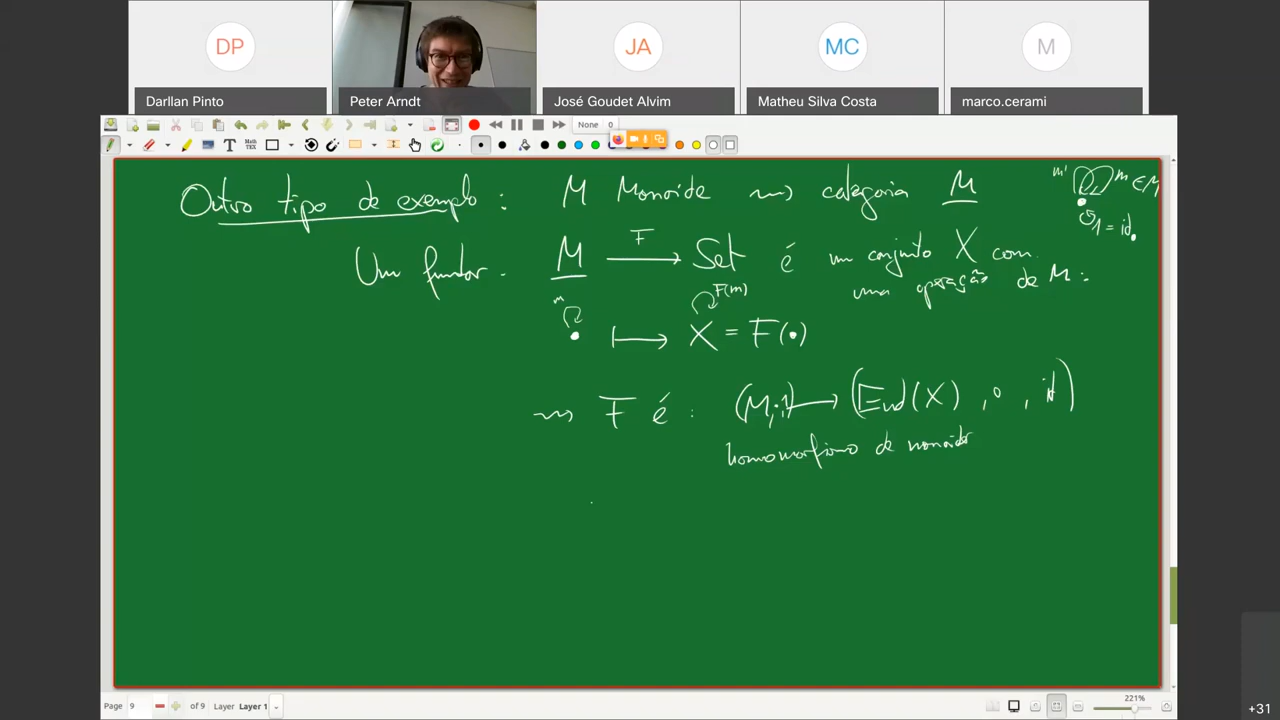 DP
JA
MC
M
Darllan Pinto
Peter Arndt
José Goudet Alvim
Matheu Silva Costa
marco.cerami
None 0
T Math TEX
Outro tipo de exemplo : M Monoide ⇝ categoria M
m' m ∈ M
1 = id.
Um funtor. M F→ Set é um conjunto X com
uma operação de M :
m F(m)
• ↦ X = F(•)
⇝ F é : (M, ·, 1) → (End(X), ∘, id)
homomorfismo de monoides
Page 9 of 9 Layer Layer 1
221%
+31